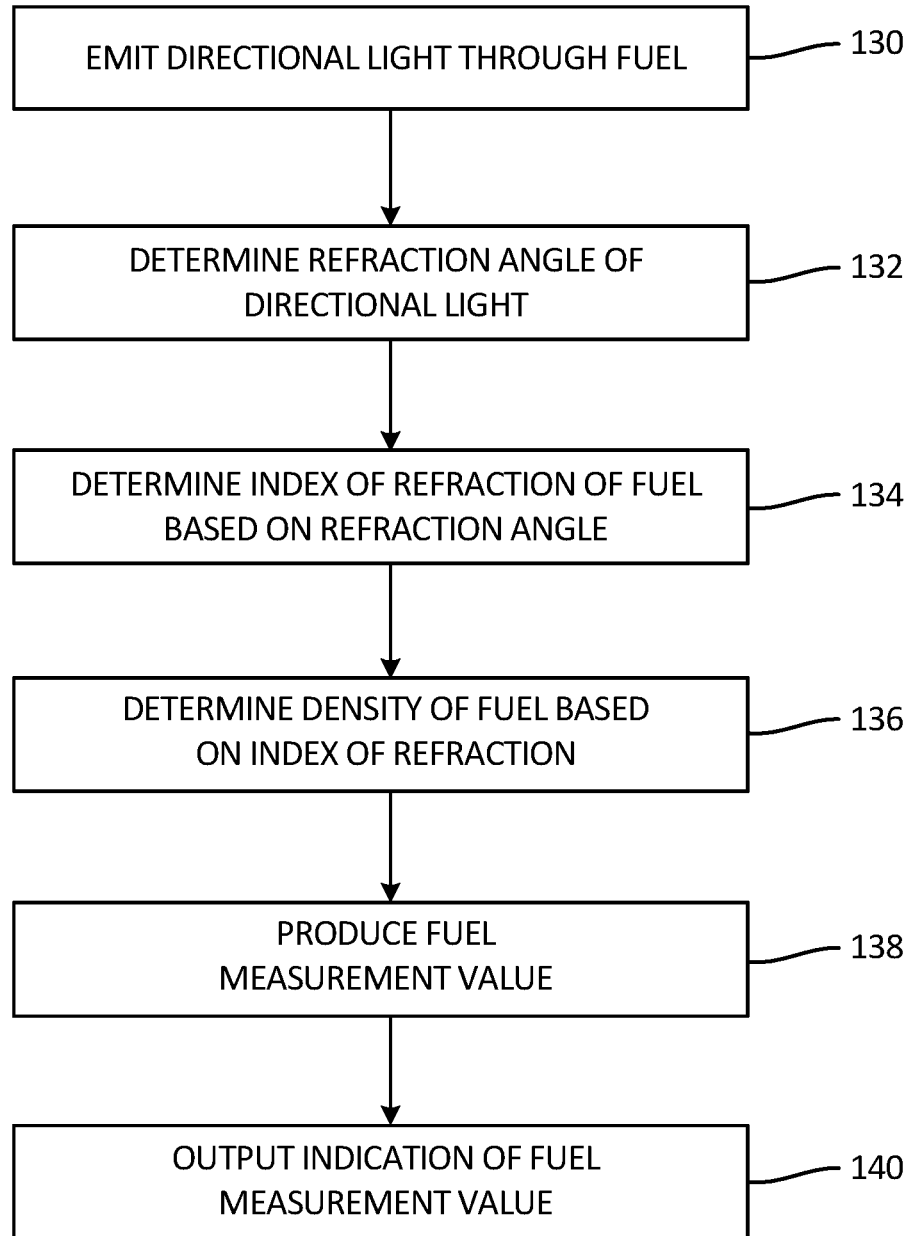 EMIT DIRECTIONAL LIGHT THROUGH FUEL
130
DETERMINE REFRACTION ANGLE OF
DIRECTIONAL LIGHT
132
DETERMINE INDEX OF REFRACTION OF FUEL
BASED ON REFRACTION ANGLE
134
DETERMINE DENSITY OF FUEL BASED
ON INDEX OF REFRACTION
136
PRODUCE FUEL
MEASUREMENT VALUE
138
OUTPUT INDICATION OF FUEL
MEASUREMENT VALUE
140